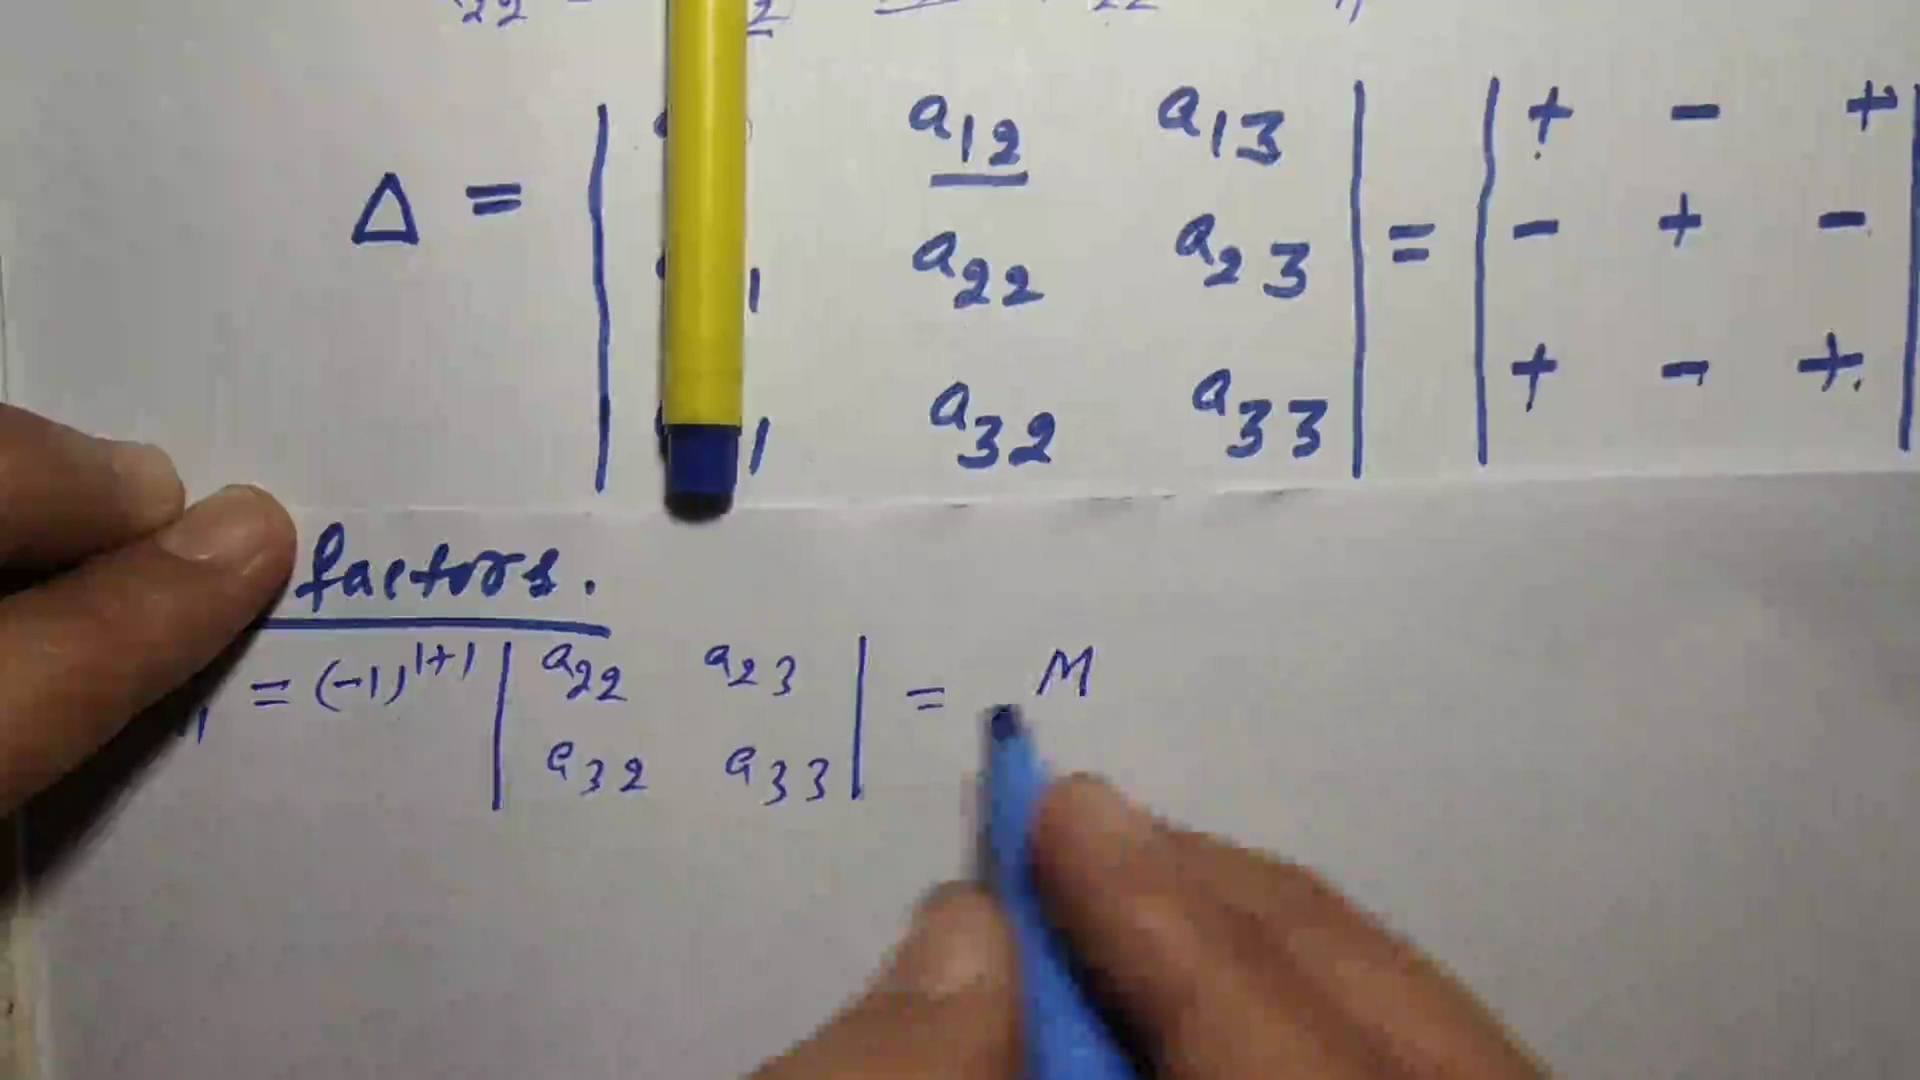 a12 a13 + - +
Δ = a22 a23 = - + -
a32 a33 + - +
factors.
= (-1)^1+1 | a22 a23 | = M
a32 a33